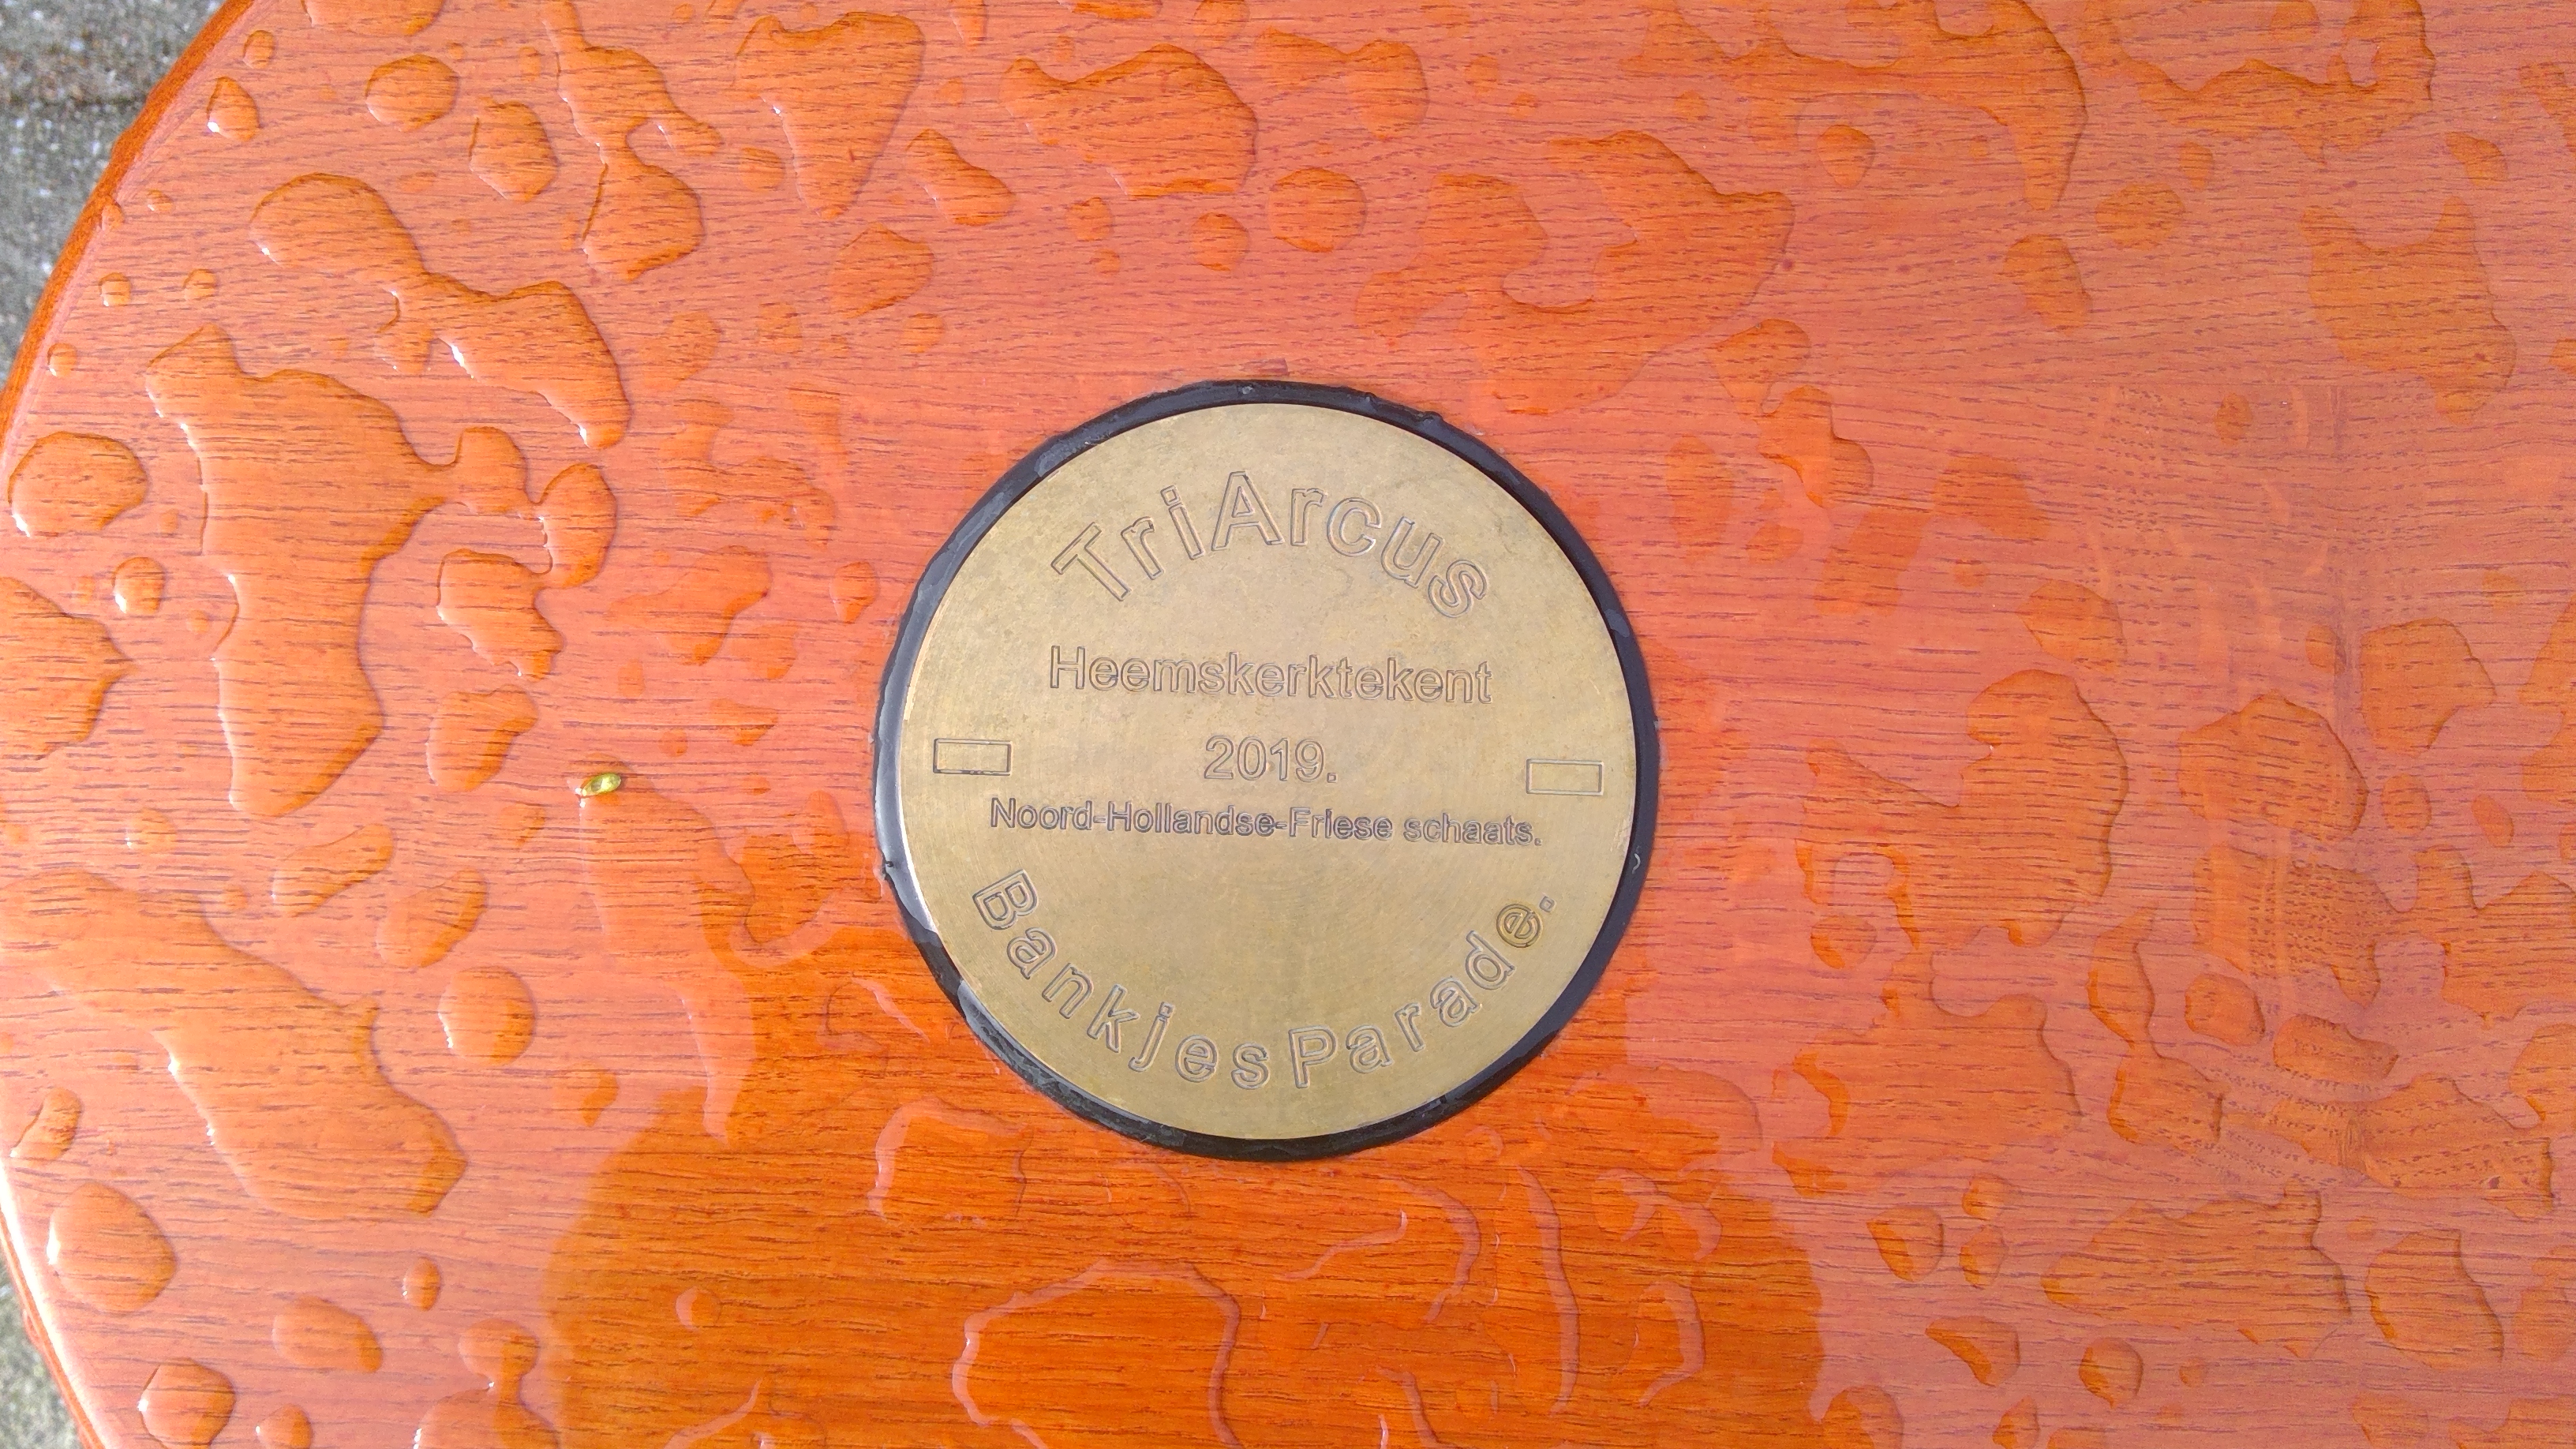 TriArcus
Heemskerktekent
2019.
Noord-Hollandse-Friese schaats.
BankjesParade.